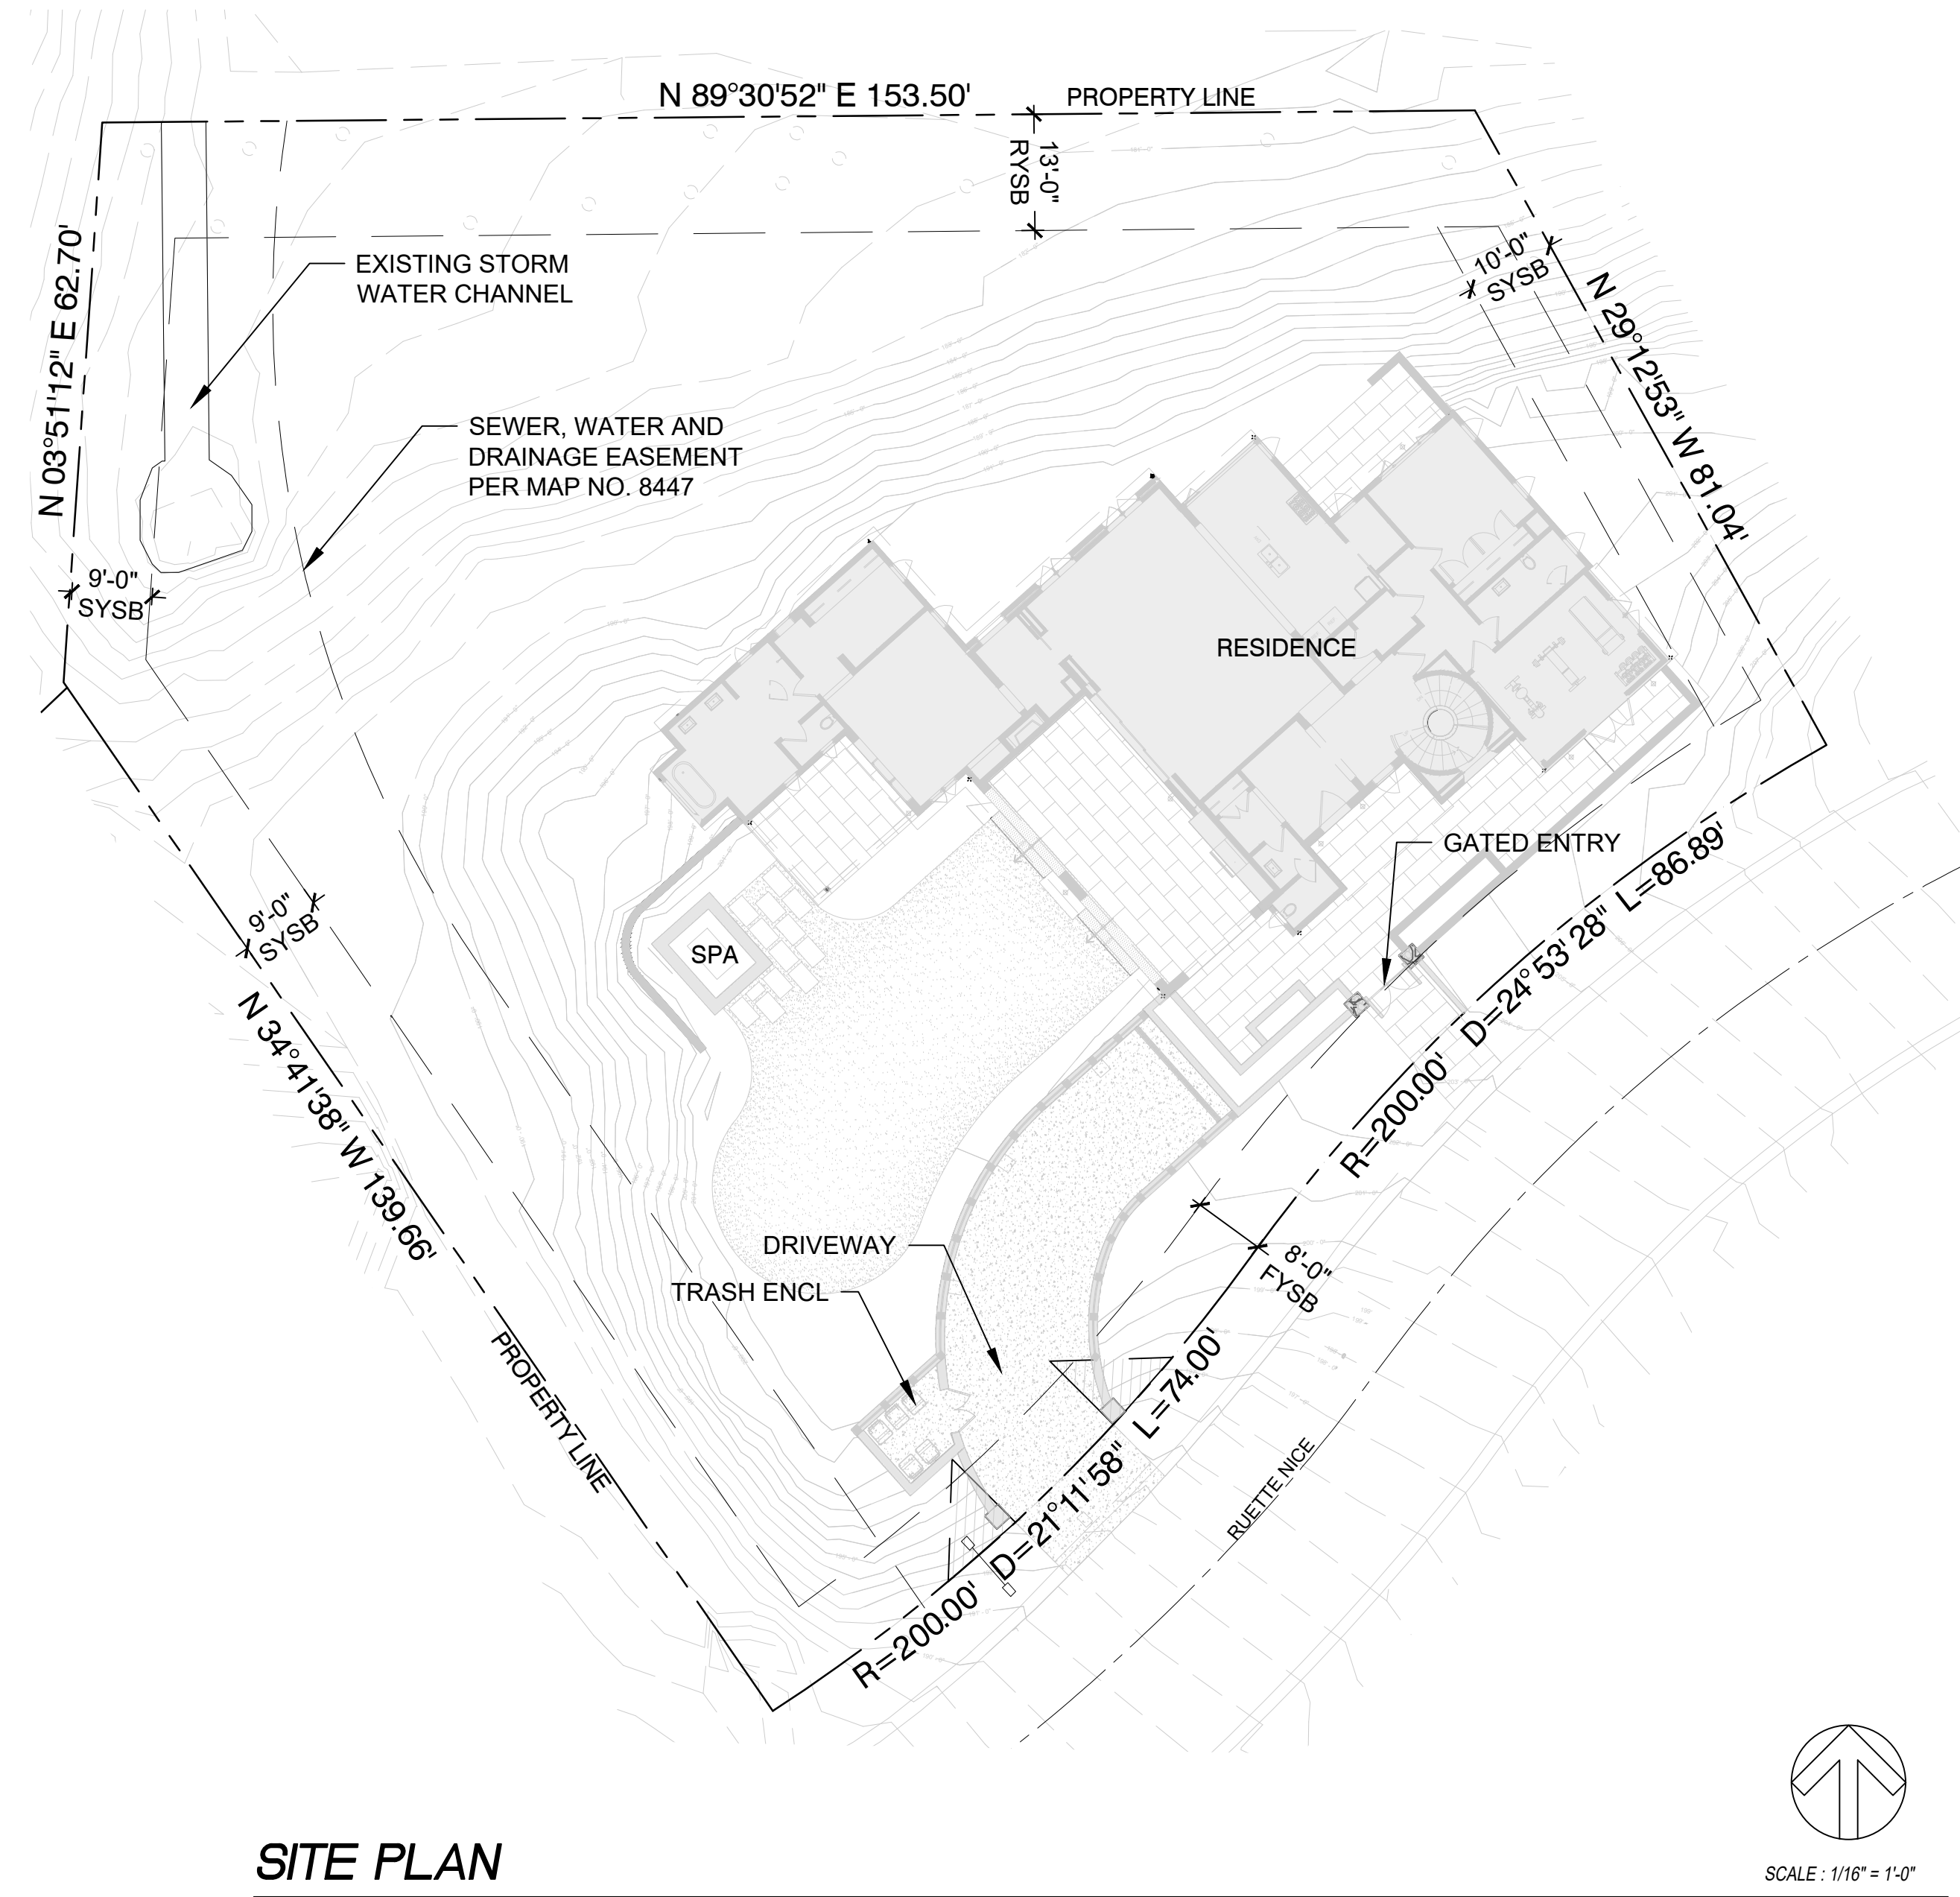 N 89°30'52" E 153.50'
PROPERTY LINE
13'-0"
RYSB
10'-0"
SYSB
N 29°12'53" W 81.04'
N 03°51'12" E 62.70'
EXISTING STORM
WATER CHANNEL
SEWER, WATER AND
DRAINAGE EASEMENT
PER MAP NO. 8447
9'-0"
SYSB
RESIDENCE
GATED ENTRY
9'-0"
SYSB
SPA
N 34°41'38" W 139.66'
R=200.00' D=24°53'28" L=86.89'
DRIVEWAY
TRASH ENCL
8'-0"
FYSB
PROPERTY LINE
R=200.00' D=21°11'58" L=74.00'
RUETTE NICE
SITE PLAN
SCALE : 1/16" = 1'-0"